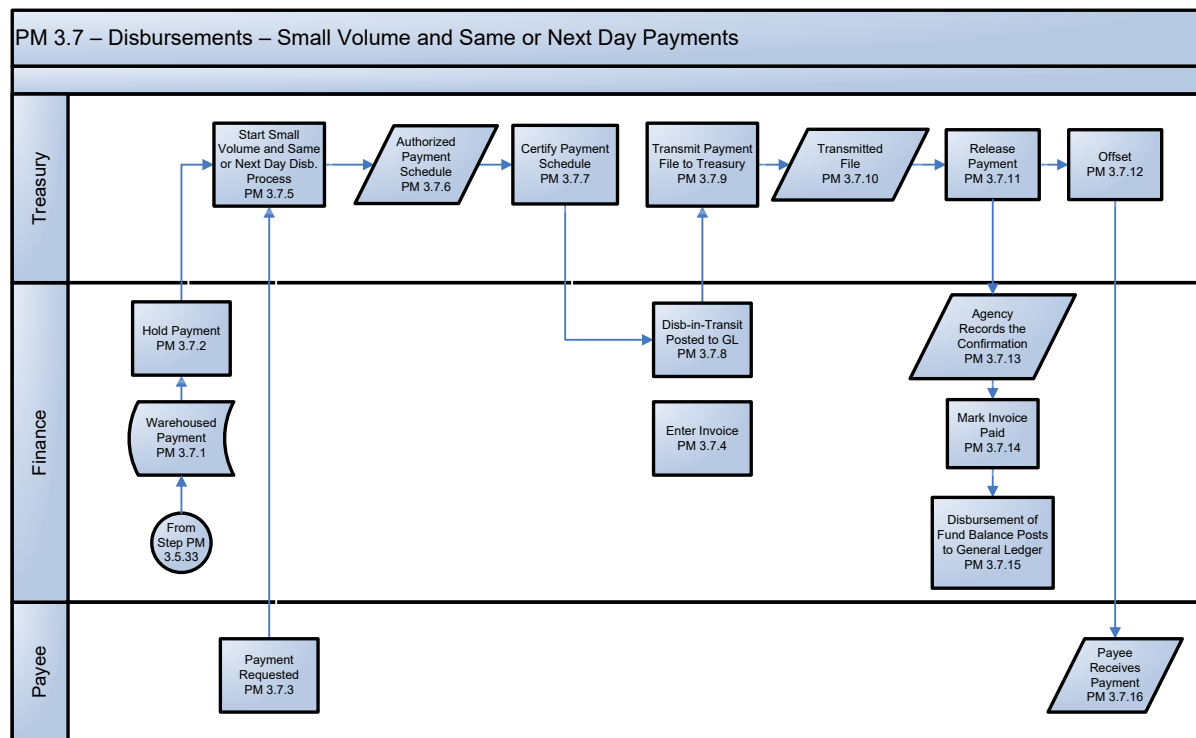 PM 3.7 – Disbursements – Small Volume and Same or Next Day Payments
Treasury
Start Small
Volume and Same
or Next Day Disb.
Process
PM 3.7.5
Authorized
Payment
Schedule
PM 3.7.6
Certify Payment
Schedule
PM 3.7.7
Transmit Payment
File to Treasury
PM 3.7.9
Transmitted
File
PM 3.7.10
Release
Payment
PM 3.7.11
Offset
PM 3.7.12
Finance
Hold Payment
PM 3.7.2
Warehoused
Payment
PM 3.7.1
From
Step PM
3.5.33
Disb-in-Transit
Posted to GL
PM 3.7.8
Enter Invoice
PM 3.7.4
Agency
Records the
Confirmation
PM 3.7.13
Mark Invoice
Paid
PM 3.7.14
Disbursement of
Fund Balance Posts
to General Ledger
PM 3.7.15
Payee
Payment
Requested
PM 3.7.3
Payee
Receives
Payment
PM 3.7.16